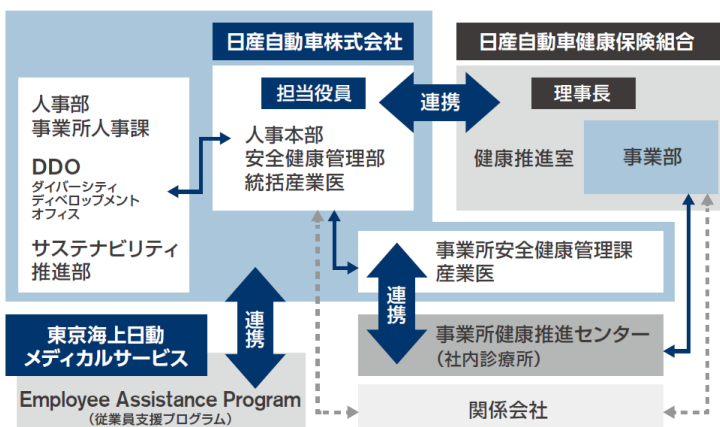 日産自動車株式会社
日産自動車健康保険組合
担当役員
連携
理事長
人事部
事業所人事課
DDO
ダイバーシティ
ディベロップメント
オフィス
サステナビリティ
推進部
人事本部
安全健康管理部
統括産業医
健康推進室
事業部
事業所安全健康管理課
産業医
連携
連携
東京海上日動
メディカルサービス
事業所健康推進センター
(社内診療所)
Employee Assistance Program
(従業員支援プログラム)
関係会社